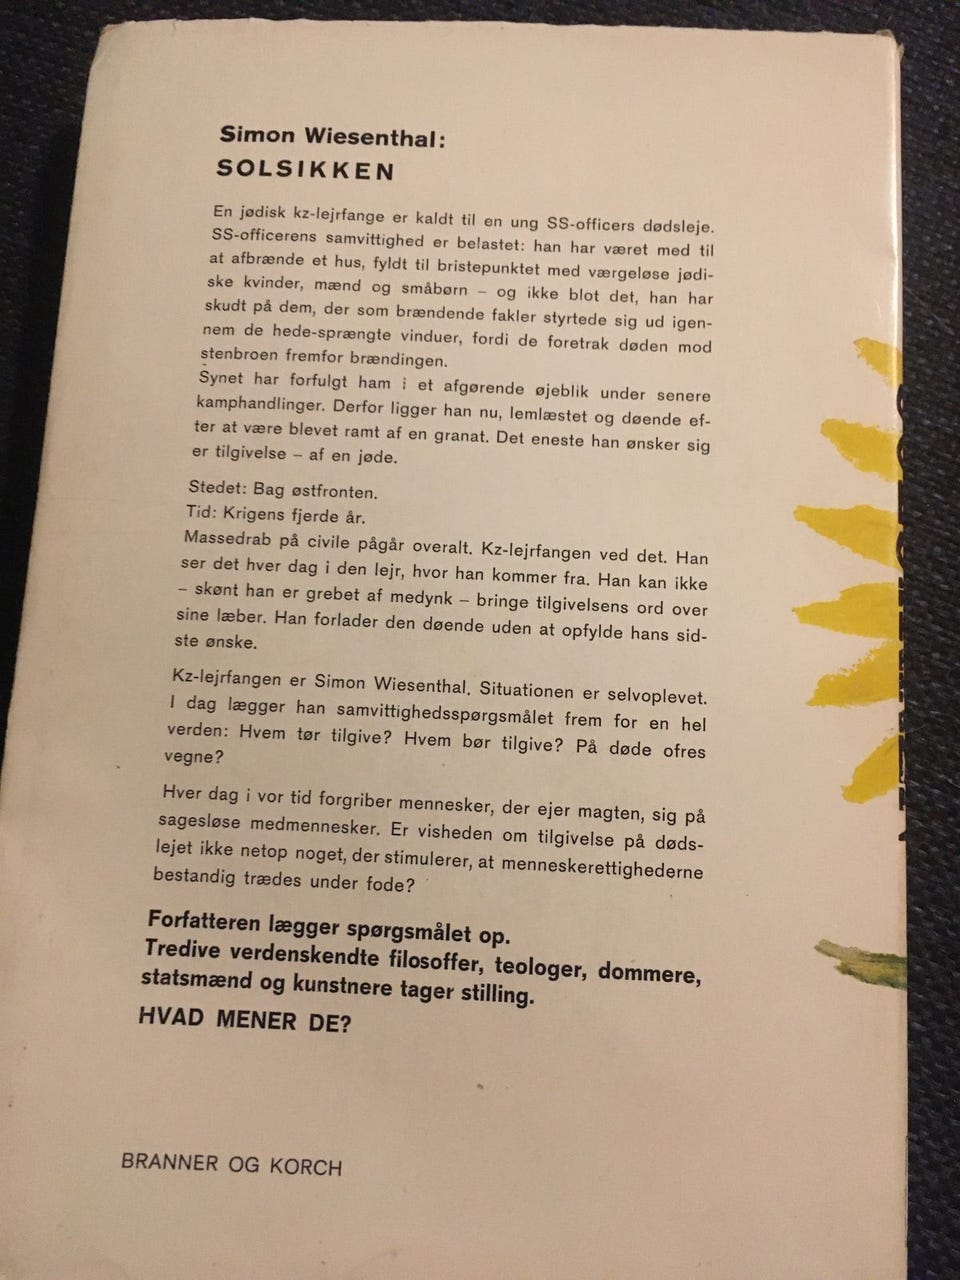 Simon Wiesenthal:
SOLSIKKEN
En jødisk kz-lejrfange er kaldt til en ung SS-officers dødsleje.
SS-officerens samvittighed er belastet: han har været med til
at afbrænde et hus, fyldt til bristepunktet med værgeløse jødi-
ske kvinder, mænd og småbørn – og ikke blot det, han har
skudt på dem, der som brændende fakler styrtede sig ud igen-
nem de hede-sprængte vinduer, fordi de foretrak døden mod
stenbroen fremfor brændingen.
Synet har forfulgt ham i et afgørende øjeblik under senere
kamphandlinger. Derfor ligger han nu, lemlæstet og døende ef-
ter at være blevet ramt af en granat. Det eneste han ønsker sig
er tilgivelse – af en jøde.
Stedet: Bag østfronten.
Tid: Krigens fjerde år.
Massedrab på civile pågår overalt. Kz-lejrfangen ved det. Han
ser det hver dag i den lejr, hvor han kommer fra. Han kan ikke
– skønt han er grebet af medynk – bringe tilgivelsens ord over
sine læber. Han forlader den døende uden at opfylde hans sid-
ste ønske.
Kz-lejrfangen er Simon Wiesenthal. Situationen er selvoplevet.
I dag lægger han samvittighedsspørgsmålet frem for en hel
verden: Hvem tør tilgive? Hvem bør tilgive? På døde ofres
vegne?
Hver dag i vor tid forgriber mennesker, der ejer magten, sig på
sagesløse medmennesker. Er visheden om tilgivelse på døds-
lejet ikke netop noget, der stimulerer, at menneskerettighederne
bestandig trædes under fode?
Forfatteren lægger spørgsmålet op.
Tredive verdenskendte filosoffer, teologer, dommere,
statsmænd og kunstnere tager stilling.
HVAD MENER DE?
BRANNER OG KORCH